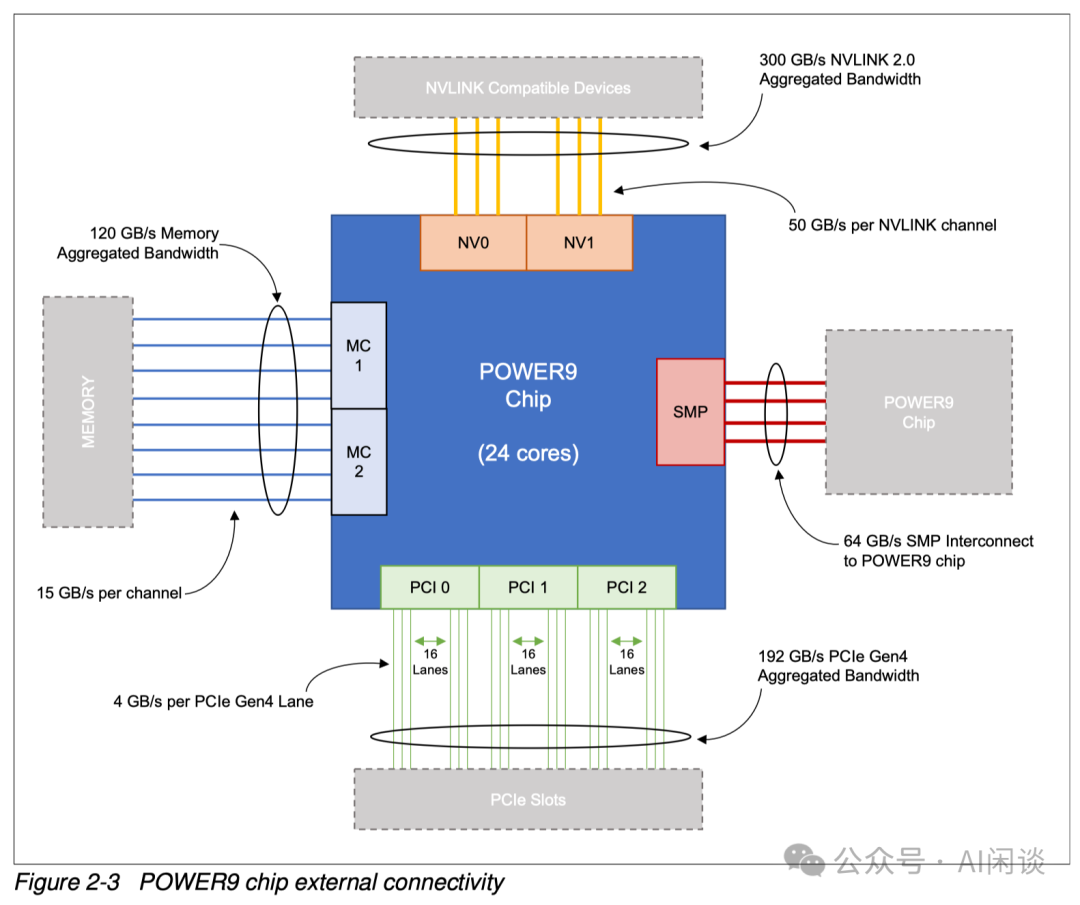 300 GB/s NVLINK 2.0
Aggregated Bandwidth
NVLINK Compatible Devices
50 GB/s per NVLINK channel
120 GB/s Memory
Aggregated Bandwidth
NV0
NV1
MEMORY
MC
1
MC
2
POWER9
Chip
(24 cores)
SMP
POWER9
Chip
64 GB/s SMP Interconnect
to POWER9 chip
15 GB/s per channel
PCI 0
PCI 1
PCI 2
16
Lanes
16
Lanes
16
Lanes
4 GB/s per PCIe Gen4 Lane
192 GB/s PCIe Gen4
Aggregated Bandwidth
PCIe Slots
公众号 · AI闲谈
Figure 2-3 POWER9 chip external connectivity